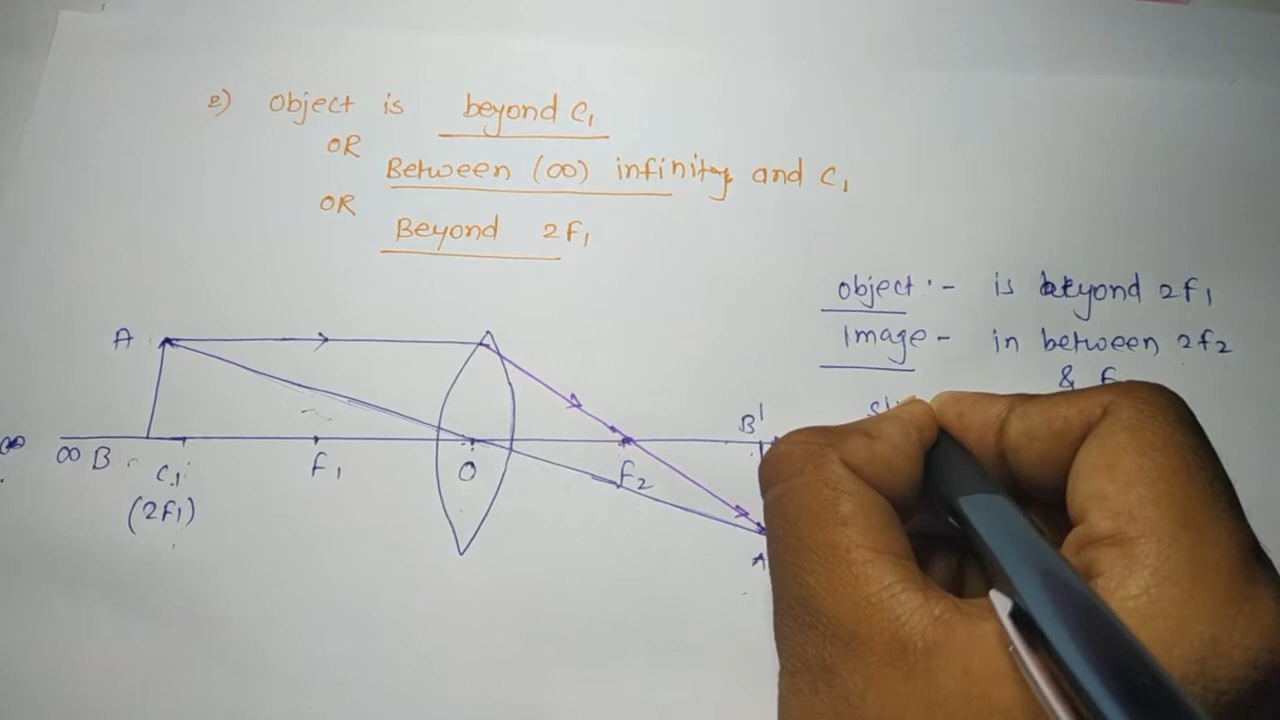 2) Object is beyond C₁
OR
Between (∞) infinity and C₁
OR
Beyond 2F₁
Object :- is beyond 2F₁
Image - in between 2F₂
& F
A
B'
∞ ∞ B C₁ F₁ O F₂
(2F₁)
A